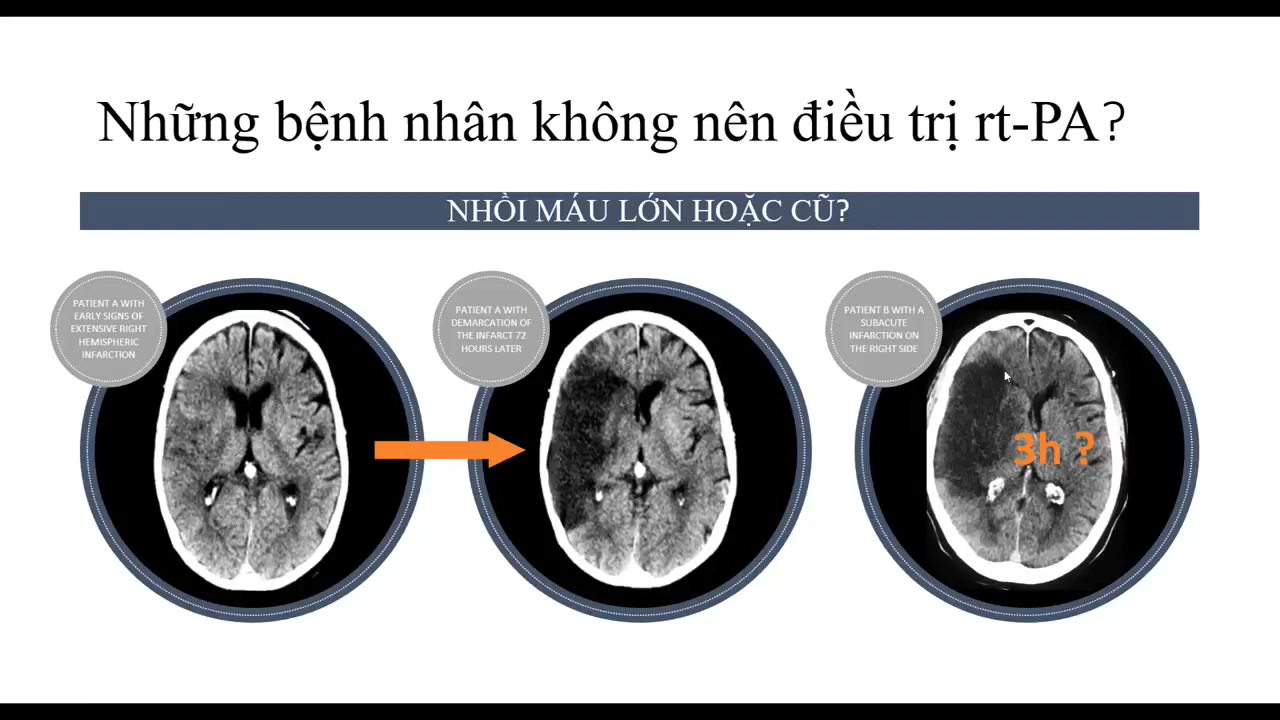 Những bệnh nhân không nên điều trị rt-PA?
NHỒI MÁU LỚN HOẶC CŨ?
PATIENT A WITH
EARLY SIGNS OF
EXTENSIVE RIGHT
HEMISPHERIC
INFARCTION
PATIENT A WITH
DEMARCATION OF
THE INFARCT 72
HOURS LATER
PATIENT B WITH A
SUBACUTE
INFARCTION ON
THE RIGHT SIDE
3h ?